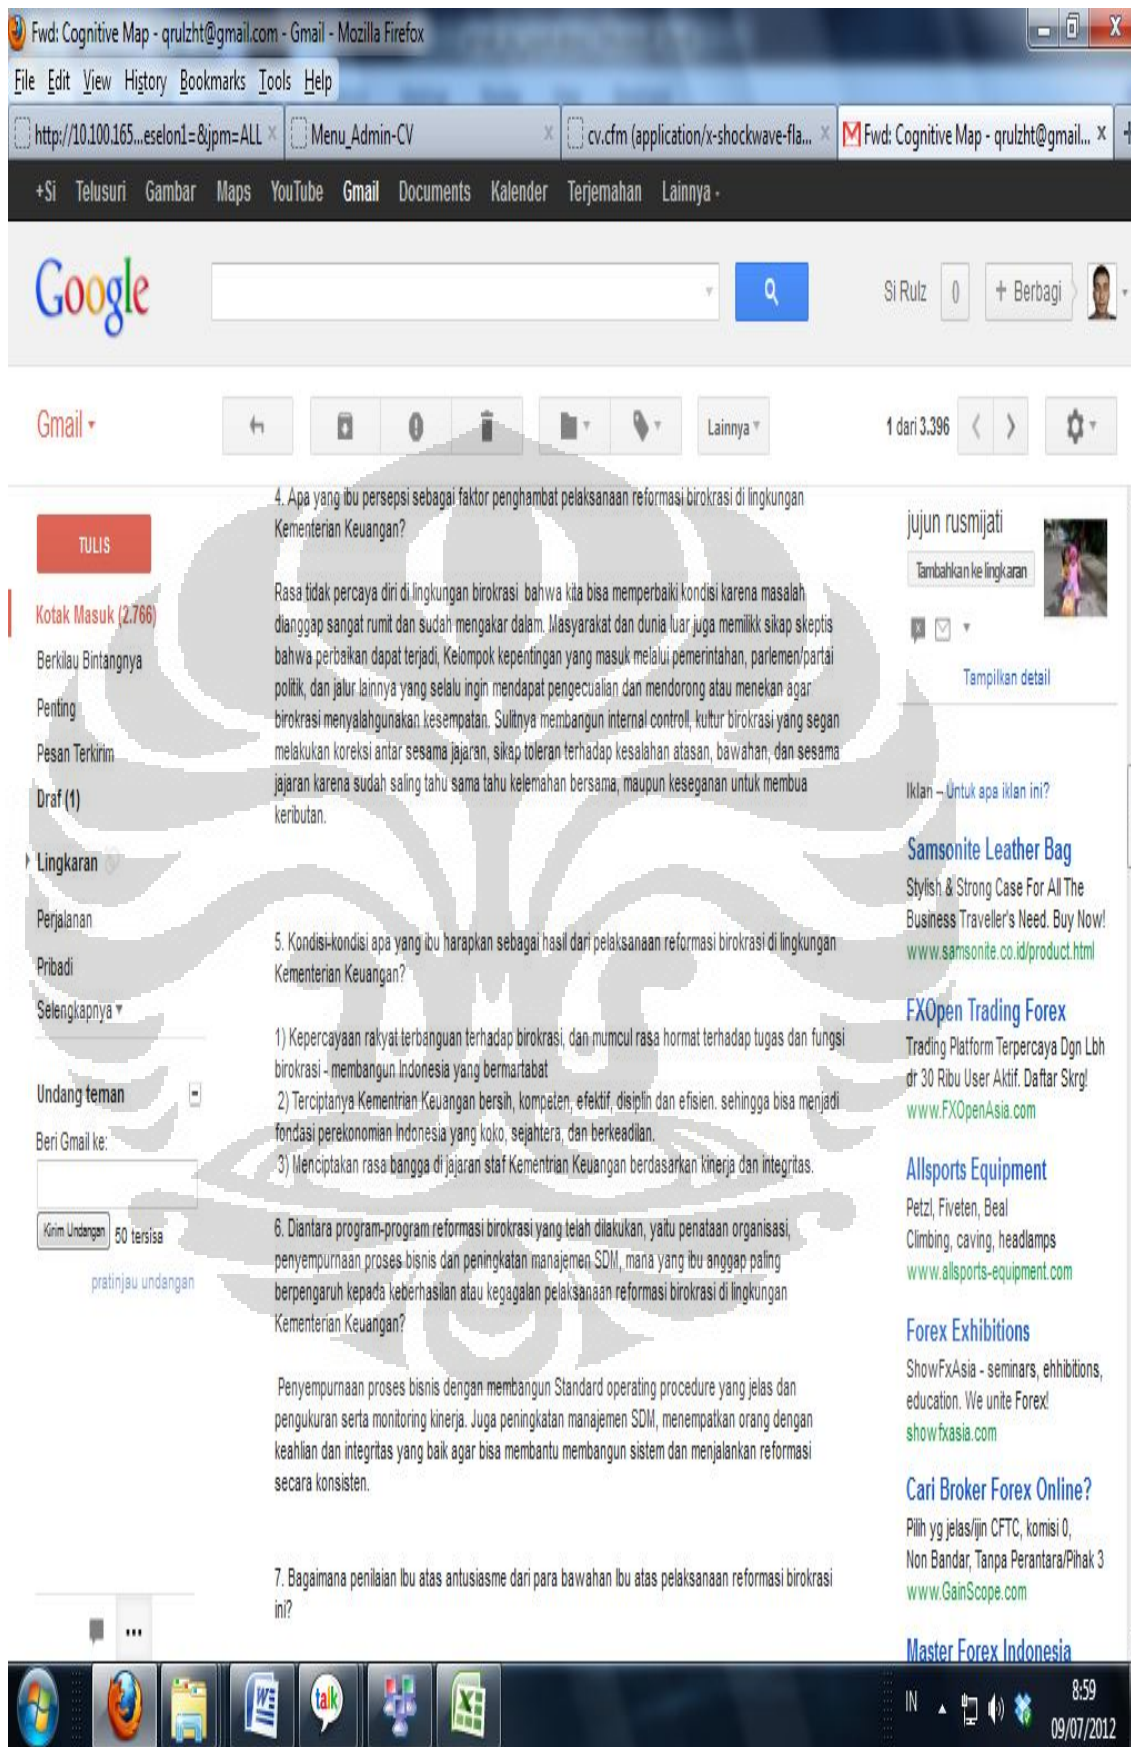 Fwd: Cognitive Map - qrulzht@gmail.com - Gmail - Mozilla Firefox
File Edit View History Bookmarks Tools Help
http://10.100.165...eselon1=&jpm=ALL
Menu_Admin-CV
cv.cfm (application/x-shockwave-fla...
Fwd: Cognitive Map - qrulzht@gmail...
+Si Telusuri Gambar Maps YouTube Gmail Documents Kalender Terjemahan Lainnya
Google
Si Rulz 0 + Berbagi
Gmail
Lainnya
1 dari 3.396
TULIS
Kotak Masuk (2.766)
Berkilau Bintangnya
Penting
Pesan Terkirim
Draf (1)
Lingkaran
Perjalanan
Pribadi
Selengkapnya
Undang teman
Beri Gmail ke:
Kirim Undangan 50 tersisa
pratinjau undangan
4. Apa yang ibu persepsi sebagai faktor penghambat pelaksanaan reformasi birokrasi di lingkungan
Kementerian Keuangan?
Rasa tidak percaya diri di lingkungan birokrasi bahwa kita bisa memperbaiki kondisi karena masalah
dianggap sangat rumit dan sudah mengakar dalam. Masyarakat dan dunia luar juga memilikk sikap skeptis
bahwa perbaikan dapat terjadi, Kelompok kepentingan yang masuk melalui pemerintahan, parlemen/partai
politik, dan jalur lainnya yang selalu ingin mendapat pengecualian dan mendorong atau menekan agar
birokrasi menyalahgunakan kesempatan. Sulitnya membangun internal controll, kultur birokrasi yang segan
melakukan koreksi antar sesama jajaran, sikap toleran terhadap kesalahan atasan, bawahan, dan sesama
jajaran karena sudah saling tahu sama tahu kelemahan bersama, maupun keseganan untuk membua
keributan.
5. Kondisi-kondisi apa yang ibu harapkan sebagai hasil dari pelaksanaan reformasi birokrasi di lingkungan
Kementerian Keuangan?
1) Kepercayaan rakyat terbanguan terhadap birokrasi, dan mumcul rasa hormat terhadap tugas dan fungsi
birokrasi - membangun Indonesia yang bermartabat
2) Terciptanya Kementrian Keuangan bersih, kompeten, efektif, disiplin dan efisien. sehingga bisa menjadi
fondasi perekonomian Indonesia yang koko, sejahtera, dan berkeadilan.
3) Menciptakan rasa bangga di jajaran staf Kementrian Keuangan berdasarkan kinerja dan integritas.
6. Diantara program-program reformasi birokrasi yang telah dilakukan, yaitu penataan organisasi,
penyempurnaan proses bisnis dan peningkatan manajemen SDM, mana yang ibu anggap paling
berpengaruh kepada keberhasilan atau kegagalan pelaksanaan reformasi birokrasi di lingkungan
Kementerian Keuangan?
Penyempurnaan proses bisnis dengan membangun Standard operating procedure yang jelas dan
pengukuran serta monitoring kinerja. Juga peningkatan manajemen SDM, menempatkan orang dengan
keahlian dan integritas yang baik agar bisa membantu membangun sistem dan menjalankan reformasi
secara konsisten.
7. Bagaimana penilaian Ibu atas antusiasme dari para bawahan Ibu atas pelaksanaan reformasi birokrasi
ini?
jujun rusmijati
Tambahkan ke lingkaran
Tampilkan detail
Iklan – Untuk apa iklan ini?
Samsonite Leather Bag
Stylish & Strong Case For All The
Business Traveller's Need. Buy Now!
www.samsonite.co.id/product.html
FXOpen Trading Forex
Trading Platform Terpercaya Dgn Lbh
dr 30 Ribu User Aktif. Daftar Skrg!
www.FXOpenAsia.com
Allsports Equipment
Petzl, Fiveten, Beal
Climbing, caving, headlamps
www.allsports-equipment.com
Forex Exhibitions
ShowFxAsia - seminars, ehhibitions,
education. We unite Forex!
showfxasia.com
Cari Broker Forex Online?
Pilih yg jelas/ijin CFTC, komisi 0,
Non Bandar, Tanpa Perantara/Pihak 3
www.GainScope.com
Master Forex Indonesia
talk
IN
8:59
09/07/2012